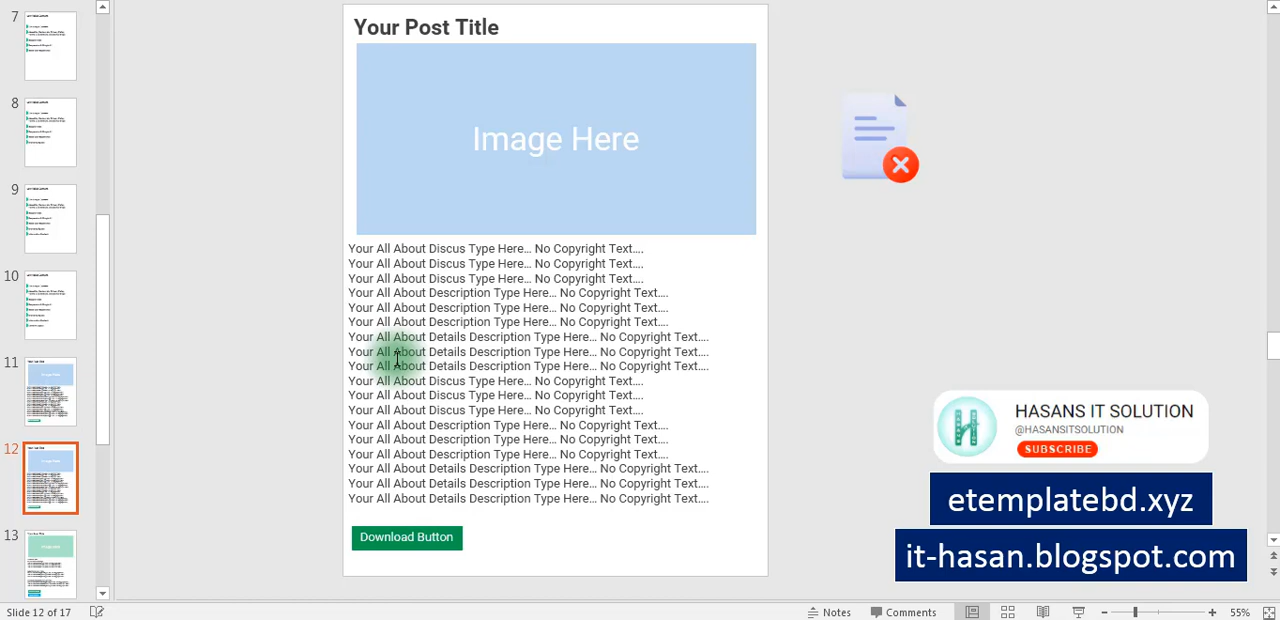 7
8
9
10
11
12
13
Your Post Title
Image Here
Your All About Discus Type Here... No Copyright Text....
Your All About Discus Type Here... No Copyright Text....
Your All About Discus Type Here... No Copyright Text....
Your All About Description Type Here... No Copyright Text....
Your All About Description Type Here... No Copyright Text....
Your All About Description Type Here... No Copyright Text....
Your All About Details Description Type Here... No Copyright Text....
Your All About Details Description Type Here... No Copyright Text....
Your All About Details Description Type Here... No Copyright Text....
Your All About Discus Type Here... No Copyright Text....
Your All About Discus Type Here... No Copyright Text....
Your All About Discus Type Here... No Copyright Text....
Your All About Description Type Here... No Copyright Text....
Your All About Description Type Here... No Copyright Text....
Your All About Description Type Here... No Copyright Text....
Your All About Details Description Type Here... No Copyright Text....
Your All About Details Description Type Here... No Copyright Text....
Your All About Details Description Type Here... No Copyright Text....
Download Button
H
HASANS IT SOLUTION
@HASANSITSOLUTION
SUBSCRIBE
etemplatebd.xyz
it-hasan.blogspot.com
Slide 12 of 17
Notes
Comments
55%